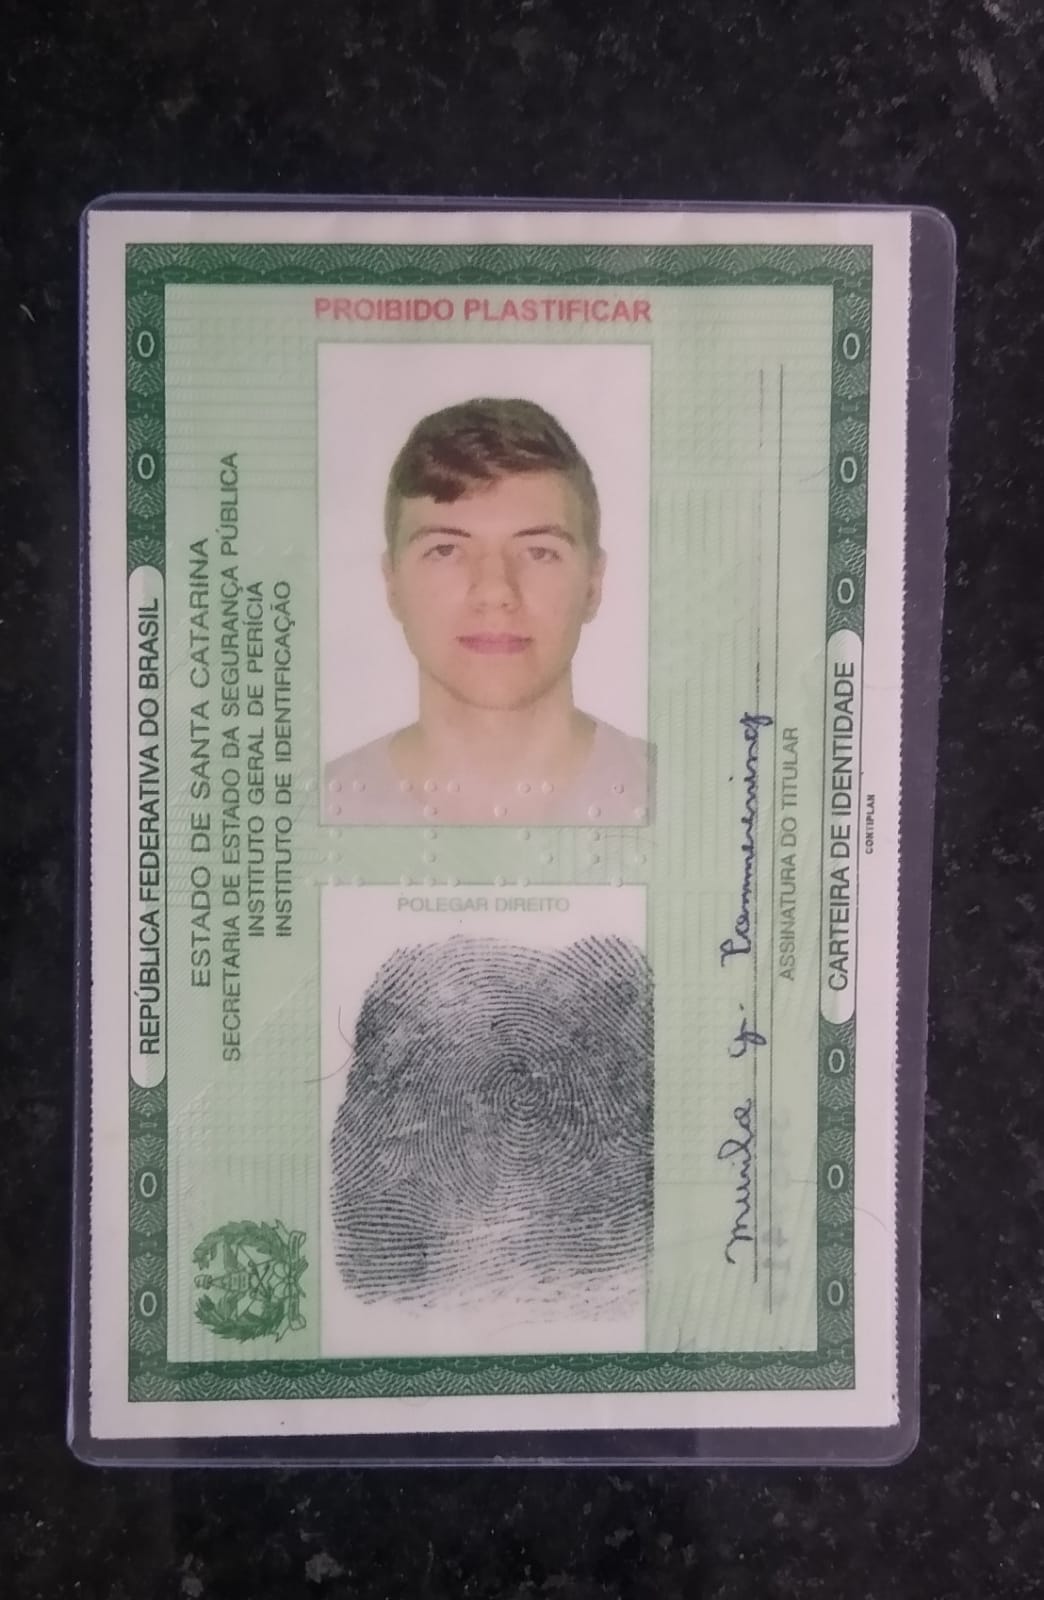 PROIBIDO PLASTIFICAR
REPÚBLICA FEDERATIVA DO BRASIL
ESTADO DE SANTA CATARINA
SECRETARIA DE ESTADO DA SEGURANÇA PÚBLICA
INSTITUTO GERAL DE PERÍCIA
INSTITUTO DE IDENTIFICAÇÃO
POLEGAR DIREITO
ASSINATURA DO TITULAR
CARTEIRA DE IDENTIDADE
CONTIPLAN